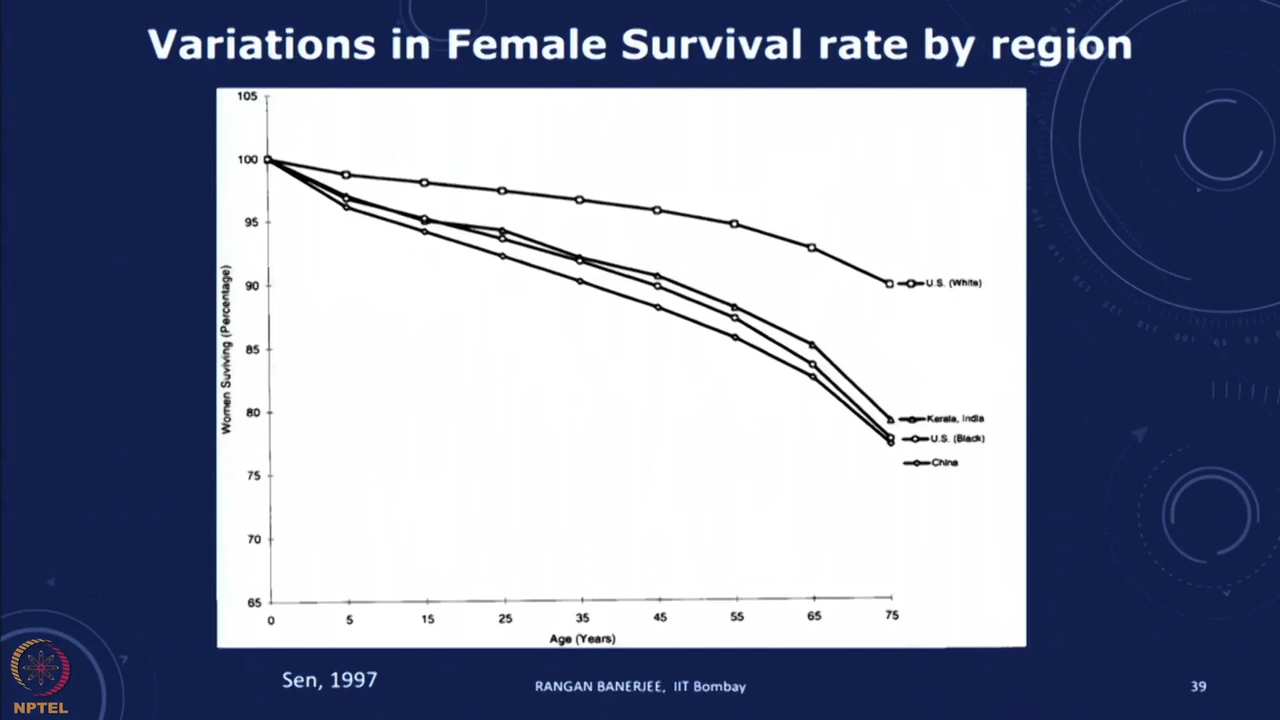 Variations in Female Survival rate by region
105
100
95
90
85
80
75
70
65
Women Suviving (Percentage)
0 5 15 25 35 45 55 65 75
Age (Years)
U.S. (White)
Kerala, India
U.S. (Black)
China
Sen, 1997
RANGAN BANERJEE, IIT Bombay
39
NPTEL